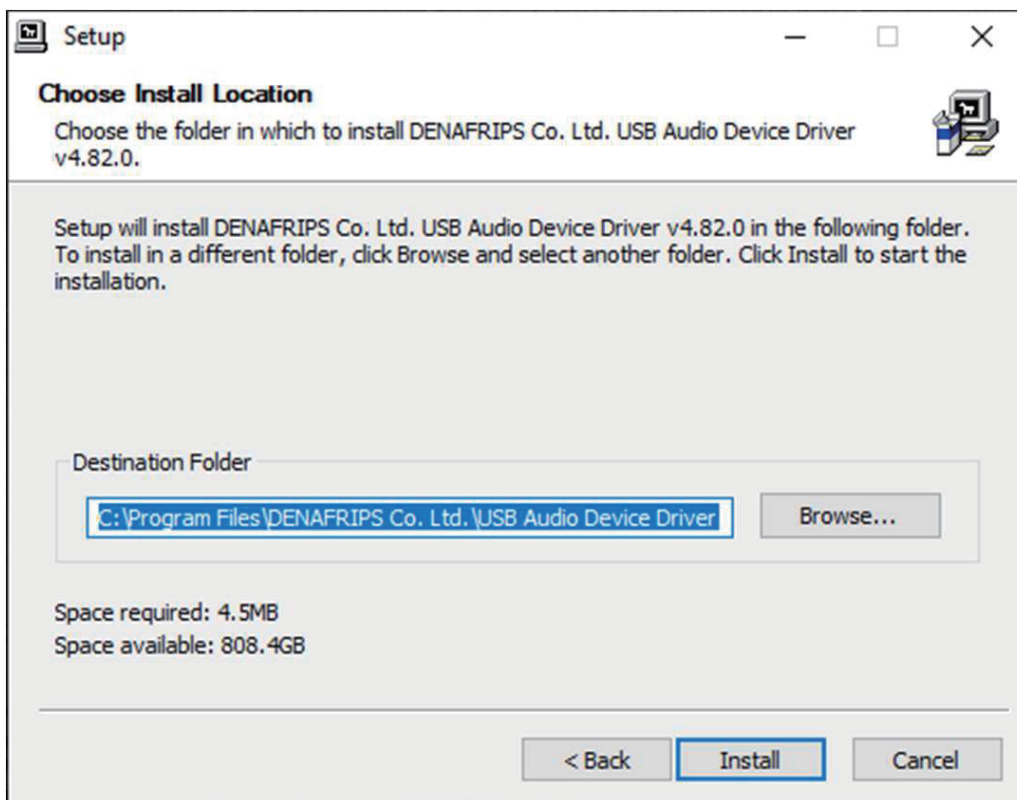 Setup
Choose Install Location
Choose the folder in which to install DENAFRIPS Co. Ltd. USB Audio Device Driver
v4.82.0.
Setup will install DENAFRIPS Co. Ltd. USB Audio Device Driver v4.82.0 in the following folder.
To install in a different folder, click Browse and select another folder. Click Install to start the
installation.
Destination Folder
C:\Program Files\DENAFRIPS Co. Ltd.\USB Audio Device Driver
Browse...
Space required: 4.5MB
Space available: 808.4GB
< Back
Install
Cancel